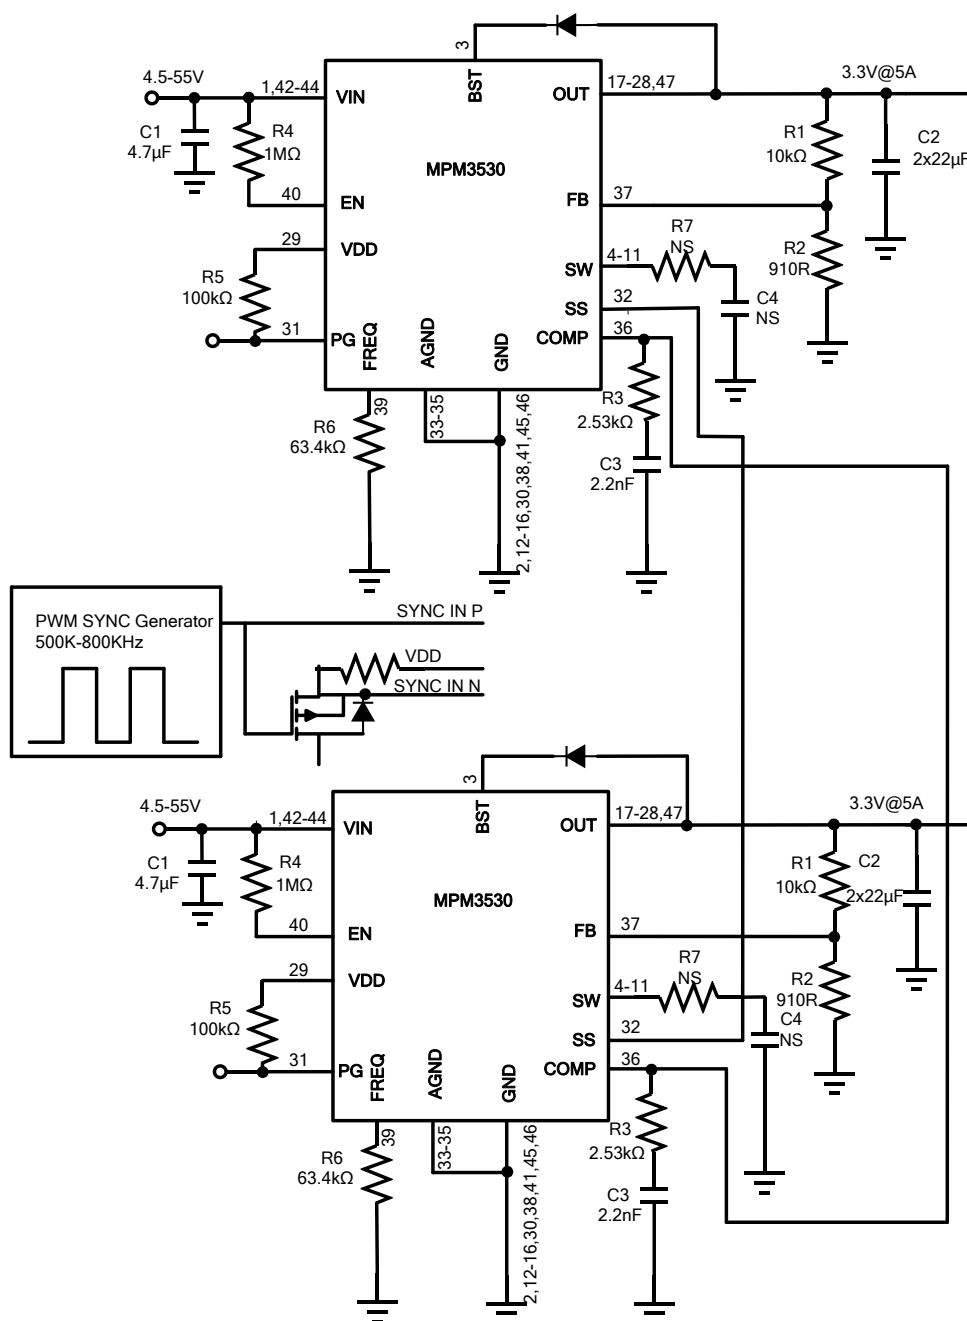 3
4.5-55V
1,42-44
VIN
BST
OUT
17-28,47
3.3V@5A
C1
4.7µF
R4
1MΩ
R1
10kΩ
C2
2x22µF
MPM3530
40
EN
FB
37
29
VDD
R7
NS
R2
910R
SW
4-11
R5
100kΩ
SS
32
C4
NS
31
PG
FREQ
AGND
GND
COMP
36
R3
2.53kΩ
39
33-35
2,12-16,30,38,41,45,46
R6
63.4kΩ
C3
2.2nF
PWM SYNC Generator
500K-800KHz
SYNC IN P
VDD
SYNC IN N
3
4.5-55V
1,42-44
VIN
BST
OUT
17-28,47
3.3V@5A
C1
4.7µF
R4
1MΩ
R1
10kΩ
C2
2x22µF
MPM3530
40
EN
FB
37
29
VDD
R7
NS
R2
910R
SW
4-11
R5
100kΩ
SS
32
C4
NS
31
PG
FREQ
AGND
GND
COMP
36
R3
2.53kΩ
39
33-35
2,12-16,30,38,41,45,46
R6
63.4kΩ
C3
2.2nF